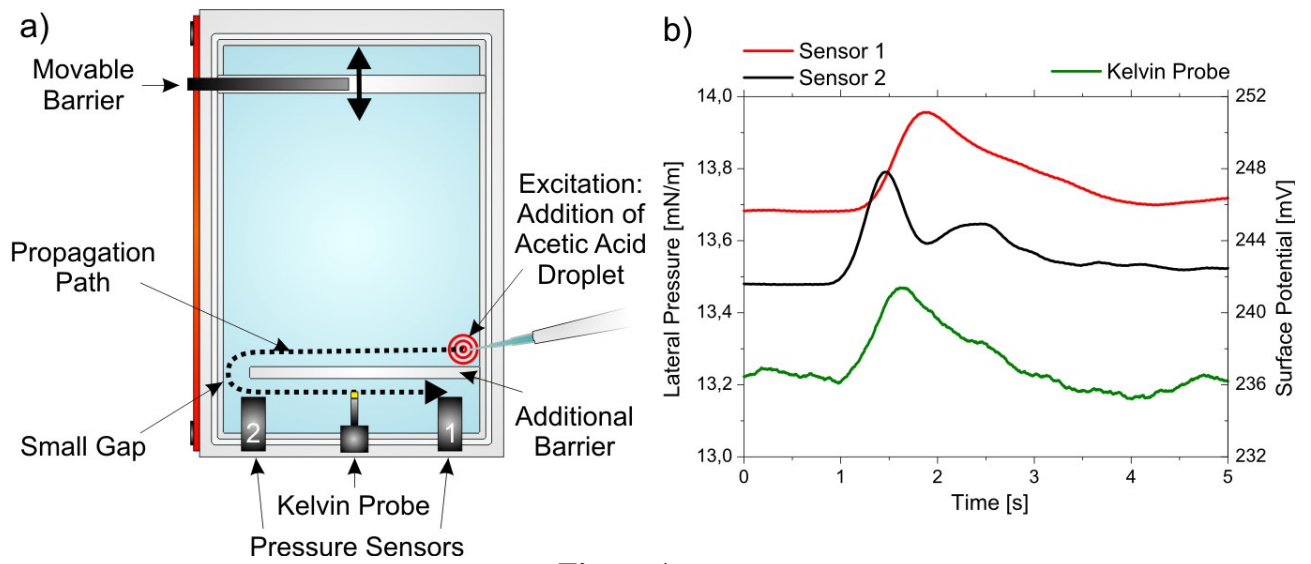 a)
Movable
Barrier
Excitation:
Addition of
Acetic Acid
Droplet
Propagation
Path
Small Gap
Additional
Barrier
2
1
Kelvin Probe
Pressure Sensors
b)
Sensor 1
Sensor 2
Kelvin Probe
14,0
13,8
13,6
13,4
13,2
13,0
Lateral Pressure [mN/m]
252
248
244
240
236
232
Surface Potential [mV]
0 1 2 3 4 5
Time [s]